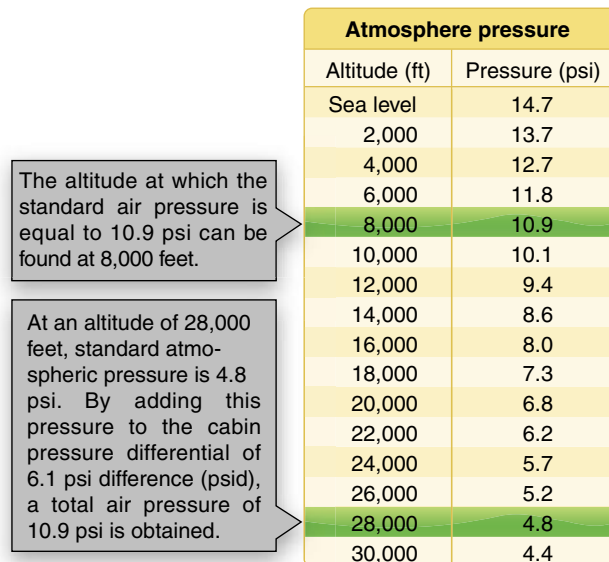 Atmosphere pressure
Altitude (ft) Pressure (psi)
Sea level 14.7
2,000 13.7
4,000 12.7
6,000 11.8
8,000 10.9
10,000 10.1
12,000 9.4
14,000 8.6
16,000 8.0
18,000 7.3
20,000 6.8
22,000 6.2
24,000 5.7
26,000 5.2
28,000 4.8
30,000 4.4
The altitude at which the
standard air pressure is
equal to 10.9 psi can be
found at 8,000 feet.
At an altitude of 28,000
feet, standard atmo-
spheric pressure is 4.8
psi. By adding this
pressure to the cabin
pressure differential of
6.1 psi difference (psid),
a total air pressure of
10.9 psi is obtained.